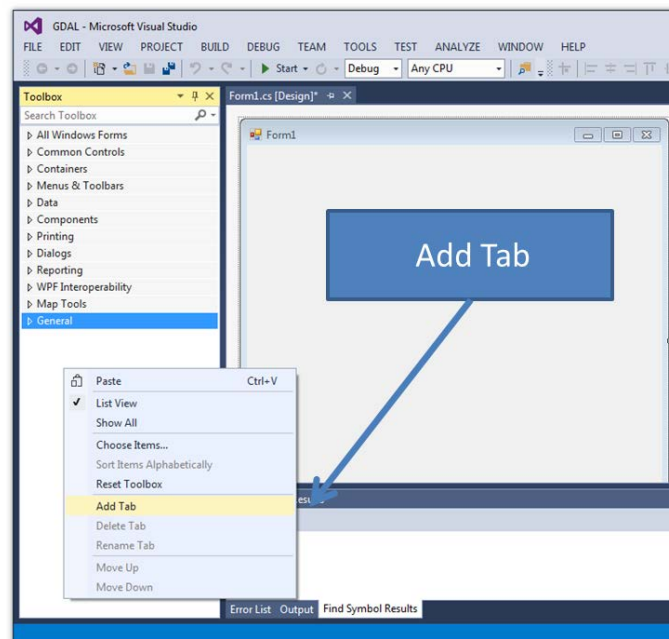 GDAL - Microsoft Visual Studio
FILE EDIT VIEW PROJECT BUILD DEBUG TEAM TOOLS TEST ANALYZE WINDOW HELP
Start Debug Any CPU
Toolbox
Form1.cs [Design]*
Search Toolbox
All Windows Forms
Common Controls
Containers
Menus & Toolbars
Data
Components
Printing
Dialogs
Reporting
WPF Interoperability
Map Tools
General
Form1
Add Tab
Paste Ctrl+V
List View
Show All
Choose Items...
Sort Items Alphabetically
Reset Toolbox
Add Tab
Delete Tab
Rename Tab
Move Up
Move Down
Error List Output Find Symbol Results